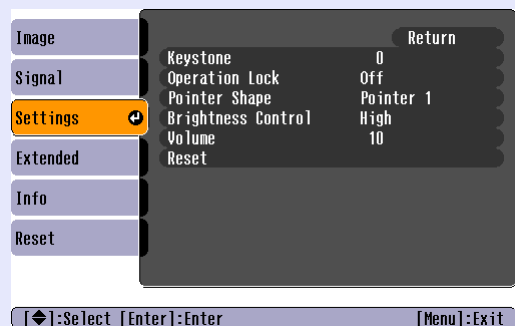 Image
Signal
Settings
Extended
Info
Reset
Return
Keystone 0
Operation Lock Off
Pointer Shape Pointer 1
Brightness Control High
Volume 10
Reset
[◆]:Select [Enter]:Enter [Menu]:Exit